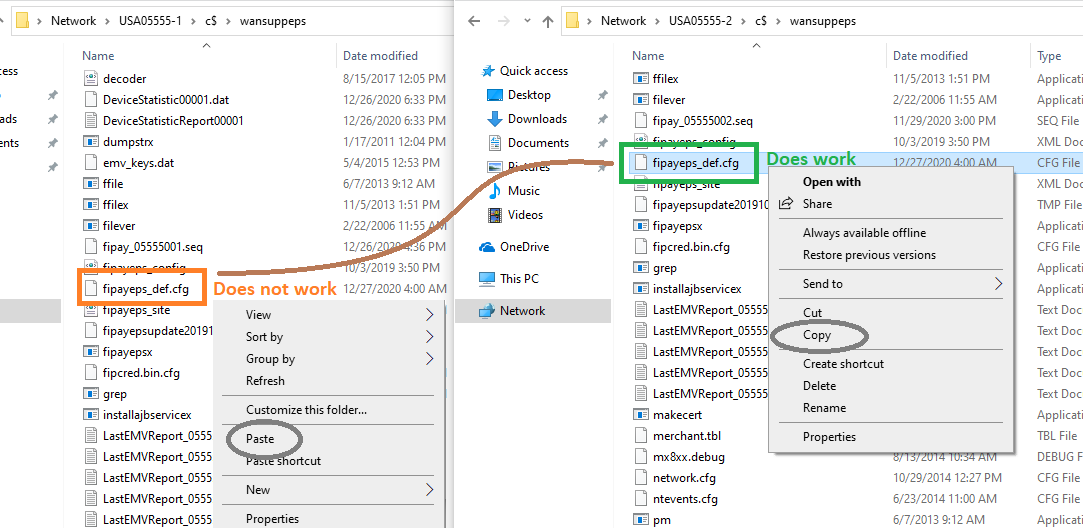 Network > USA05555-1 > c$ > wansuppeps
Name Date modified
cess
ads
ents
decoder 8/15/2017 12:05 PM
DeviceStatistic00001.dat 12/26/2020 6:33 PM
DeviceStatisticReport00001 12/26/2020 6:33 PM
dumpstrx 1/17/2011 12:04 PM
emv_keys.dat 5/4/2015 12:53 PM
ffile 6/7/2013 9:12 AM
ffilex 11/5/2013 1:51 PM
filever 2/22/2006 11:55 AM
fipay_05555001.seq 12/26/2020 4:36 PM
fipayeps_config 10/3/2019 3:50 PM
fipayeps_def.cfg Does not work 12/27/2020 4:00 AM
fipayeps_site
fipayepsupdate20191
fipayepsx
fipcred.bin.cfg
grep
installajbservicex
LastEMVReport_0555
LastEMVReport_0555
LastEMVReport_0555
LastEMVReport_0555
LastEMVReport_0555
View
Sort by
Group by
Refresh
Customize this folder...
Paste
Paste shortcut
New
Properties
Network > USA05555-2 > c$ > wansuppeps
Quick access
Desktop
Downloads
Documents
Pictures
Music
Videos
OneDrive
This PC
Network
Name Date modified Type
ffilex 11/5/2013 1:51 PM Applicati
filever 2/22/2006 11:55 AM Applicati
fipay_05555002.seq 11/29/2020 3:00 PM SEQ File
fipayeps_config 10/3/2019 3:50 PM XML Doc
fipayeps_def.cfg Does work 12/27/2020 4:00 AM CFG File
fipayeps_site XML Doc
fipayepsupdate201910 TMP File
fipayepsx Applicati
fipcred.bin.cfg CFG File
grep Applicati
installajbservicex Applicati
LastEMVReport_05555 Text Doc
LastEMVReport_05555 Text Doc
LastEMVReport_05555 Text Doc
LastEMVReport_05555 Text Doc
LastEMVReport_05555 Text Doc
makecert Applicati
merchant.tbl TBL File
mx8xx.debug 8/13/2014 10:34 AM DEBUG F
network.cfg 10/29/2014 12:27 PM CFG File
ntevents.cfg 6/23/2014 11:00 AM CFG File
pm 6/7/2013 9:12 AM Applicati
Open with
Share
Always available offline
Restore previous versions
Send to
Cut
Copy
Create shortcut
Delete
Rename
Properties